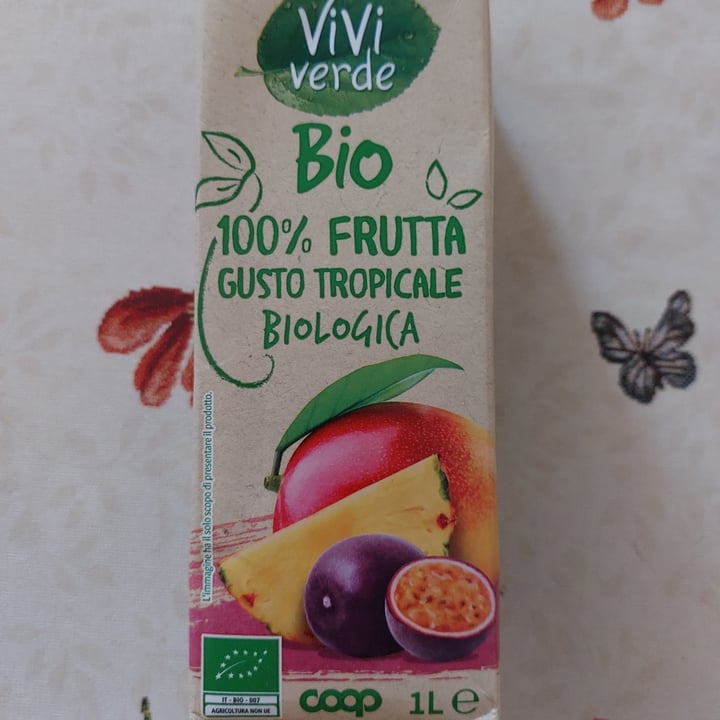 ViVi
verde
Bio
100% FRUTTA
GUSTO TROPICALE
BIOLOGICA
L'immagine ha il solo scopo di presentare il prodotto.
IT - BIO - 007
AGRICOLTURA NON UE
coop 1L e